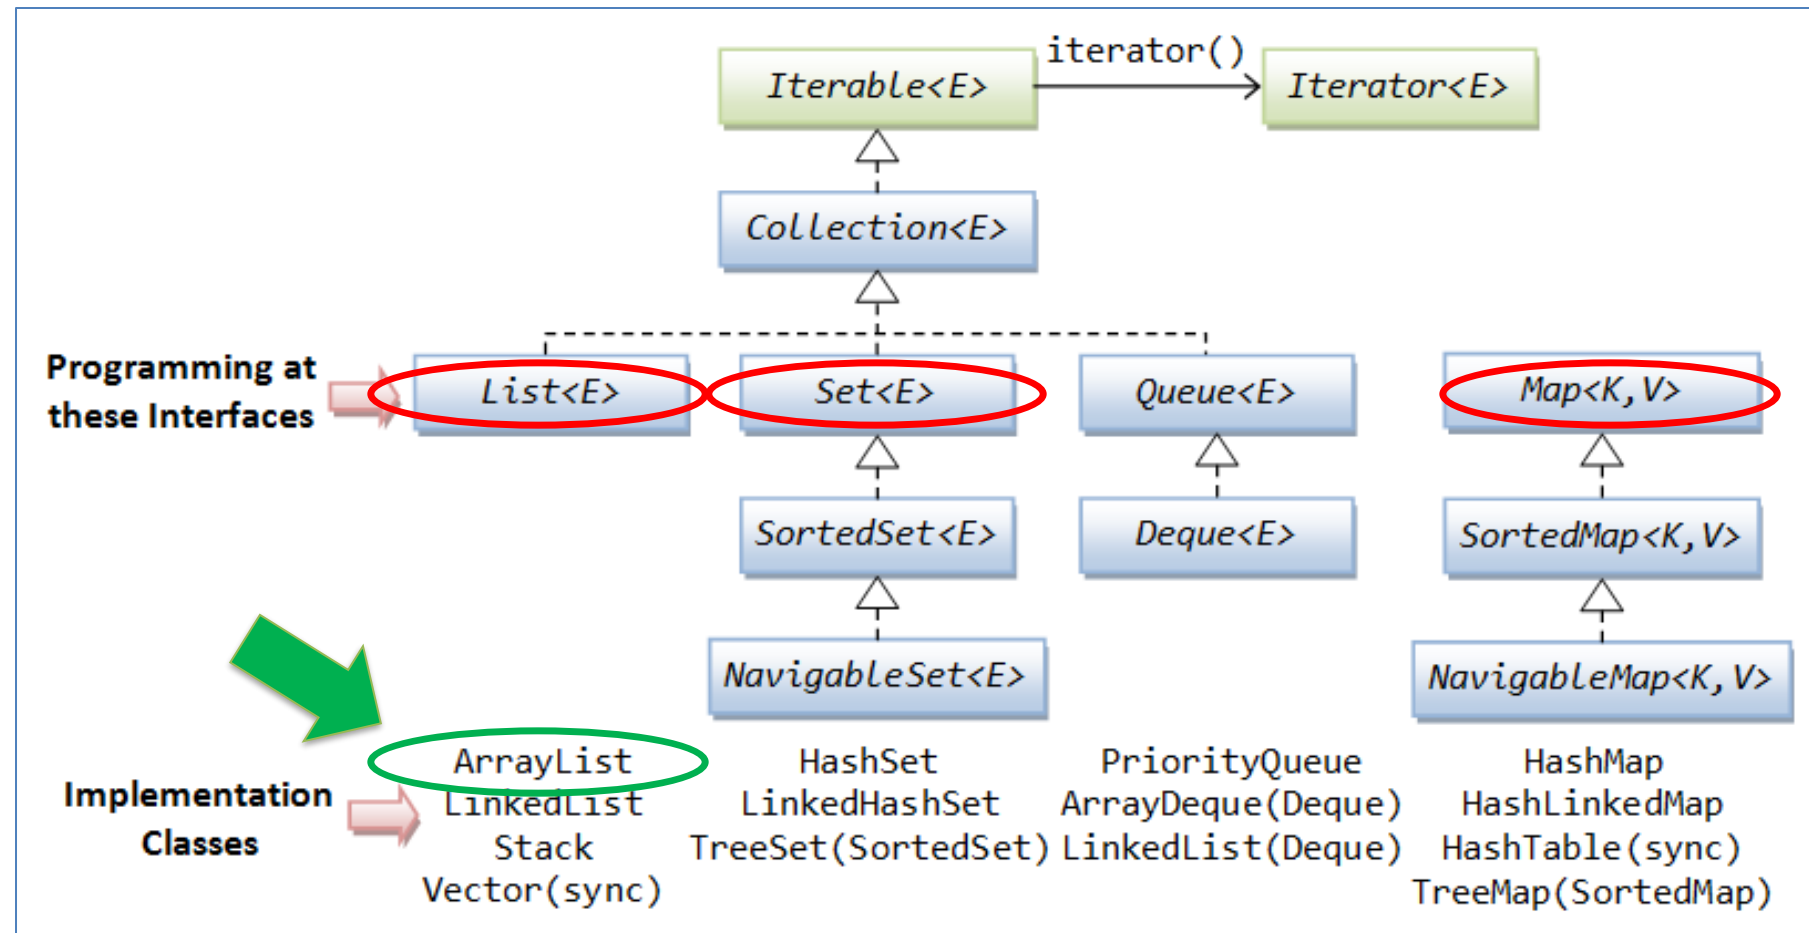 iterator()
Iterable<E>
Iterator<E>
Collection<E>
Programming at
these Interfaces
List<E>
Set<E>
Queue<E>
Map<K,V>
SortedSet<E>
Deque<E>
SortedMap<K,V>
NavigableSet<E>
NavigableMap<K,V>
Implementation
Classes
ArrayList
LinkedList
Stack
Vector(sync)
HashSet
LinkedHashSet
TreeSet(SortedSet)
PriorityQueue
ArrayDeque(Deque)
LinkedList(Deque)
HashMap
HashLinkedMap
HashTable(sync)
TreeMap(SortedMap)